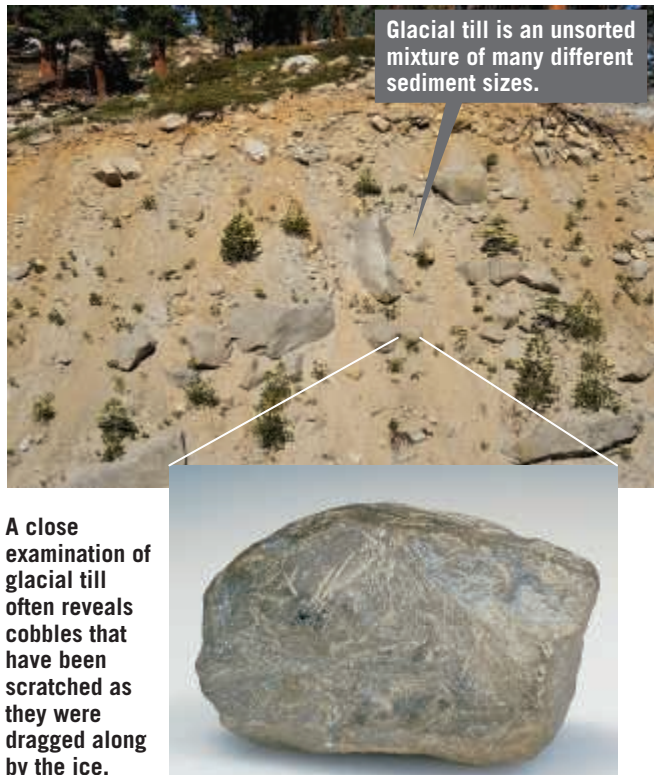 Glacial till is an unsorted
mixture of many different
sediment sizes.
A close
examination of
glacial till
often reveals
cobbles that
have been
scratched as
they were
dragged along
by the ice.